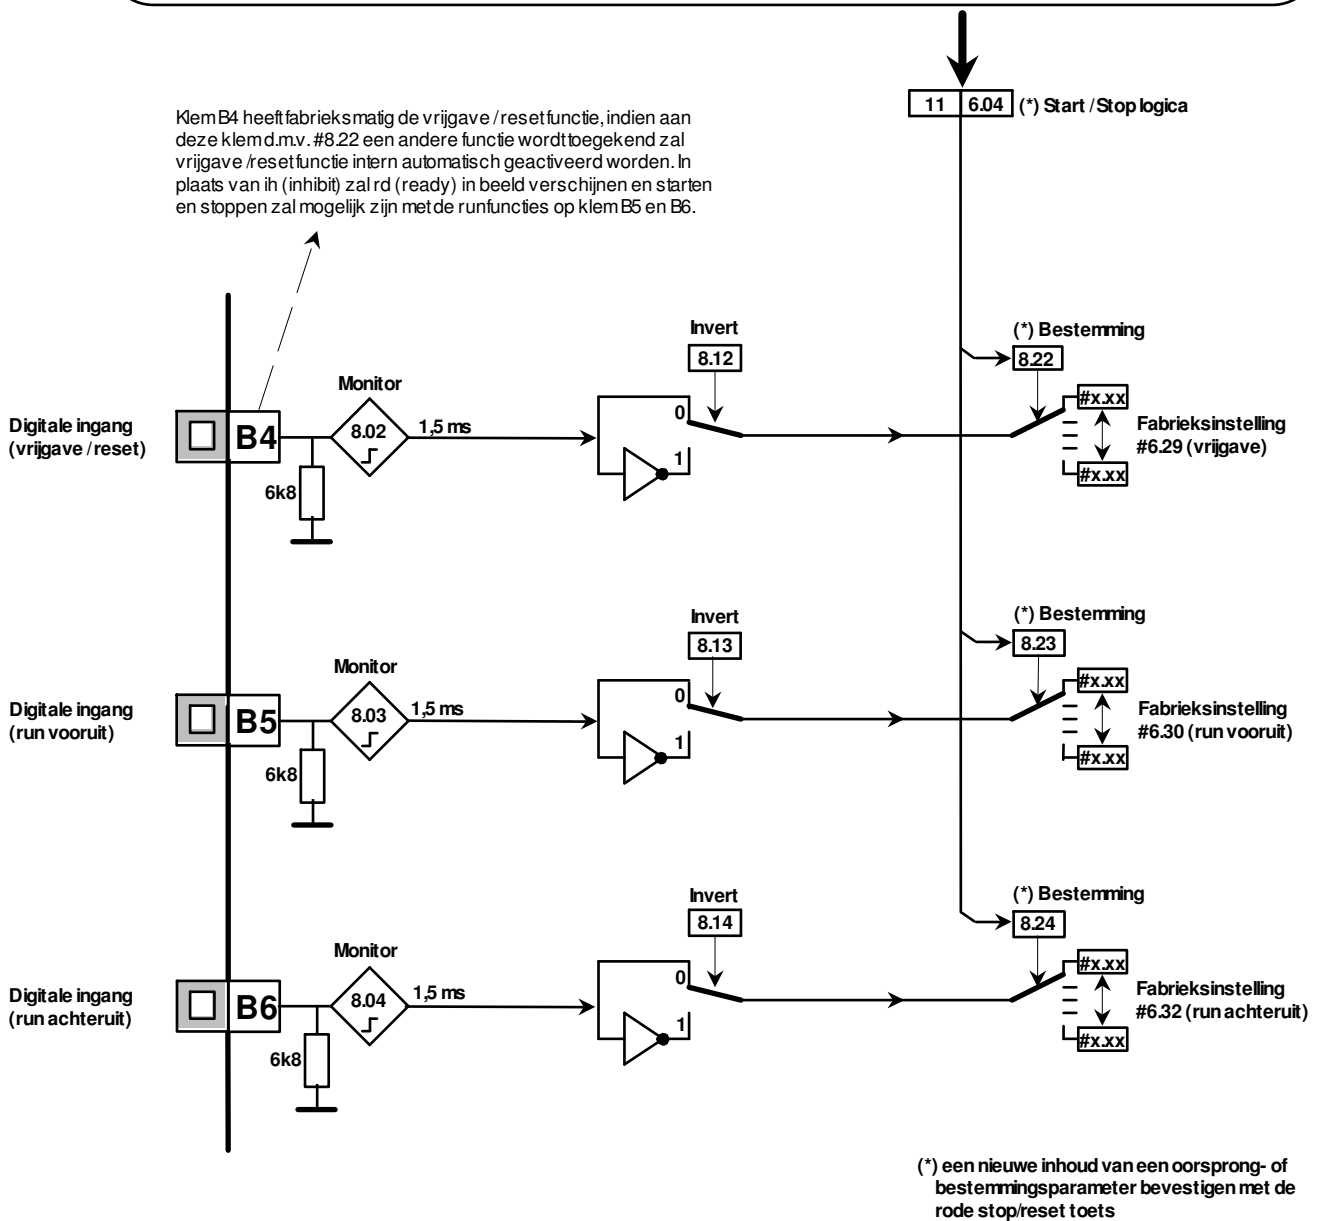 11 6.04 (*) Start / Stop logica
Klem B4 heeft fabrieksmatig de vrijgave / reset functie, indien aan
deze klem d.m.v. #8.22 een andere functie wordt toegekend zal
vrijgave / reset functie intern automatisch geactiveerd worden. In
plaats van ih (inhibit) zal rd (ready) in beeld verschijnen en starten
en stoppen zal mogelijk zijn met de runfuncties op klem B5 en B6.
Invert
8.12
(*) Bestemming
8.22
Monitor
8.02
Digitale ingang
(vrijgave / reset)
B4
1,5 ms
6k8
0
1
#x.xx
#x.xx
Fabrieksinstelling
#6.29 (vrijgave)
Invert
8.13
(*) Bestemming
8.23
Monitor
8.03
Digitale ingang
(run vooruit)
B5
1,5 ms
6k8
0
1
#x.xx
#x.xx
Fabrieksinstelling
#6.30 (run vooruit)
Invert
8.14
(*) Bestemming
8.24
Monitor
8.04
Digitale ingang
(run achteruit)
B6
1,5 ms
6k8
0
1
#x.xx
#x.xx
Fabrieksinstelling
#6.32 (run achteruit)
(*) een nieuwe inhoud van een oorsprong- of
bestemmingsparameter bevestigen met de
rode stop/reset toets